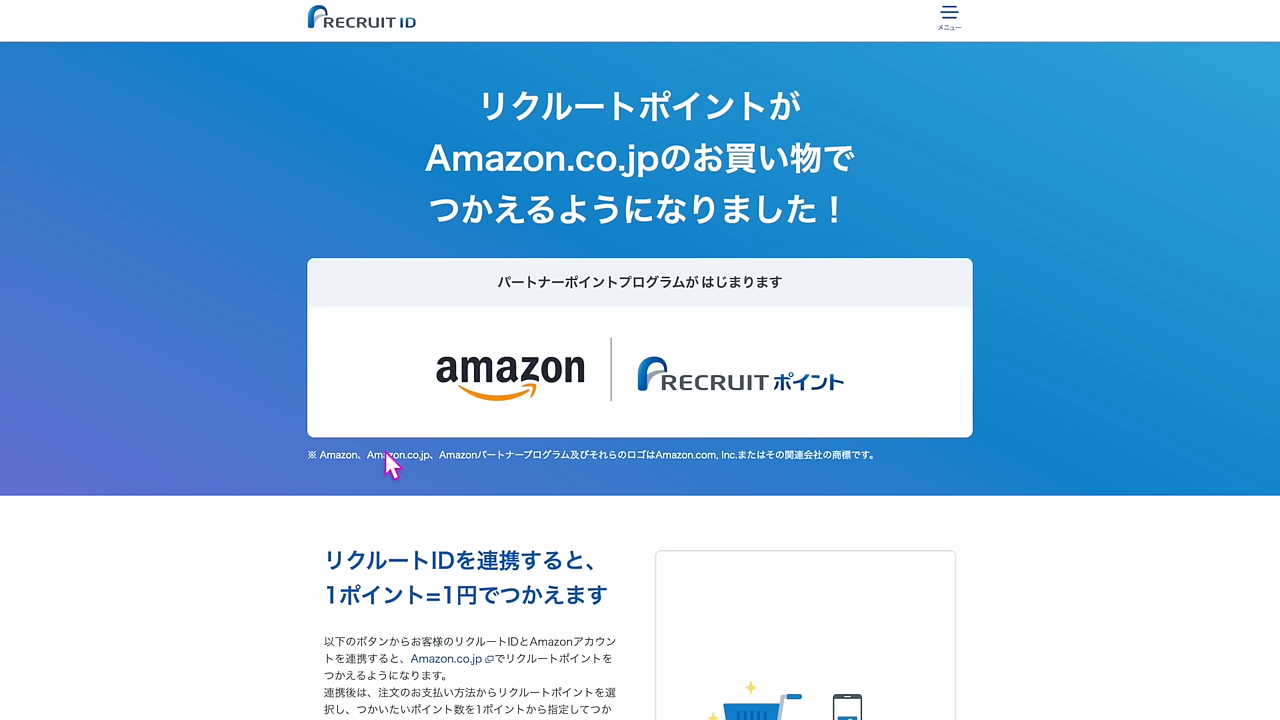 RECRUIT ID
メニュー
リクルートポイントが
Amazon.co.jpのお買い物で
つかえるようになりました！
パートナーポイントプログラムがはじまります
amazon
RECRUIT ポイント
※ Amazon、Amazon.co.jp、Amazonパートナープログラム及びそれらのロゴはAmazon.com, Inc.またはその関連会社の商標です。
リクルートIDを連携すると、
1ポイント=1円でつかえます
以下のボタンからお客様のリクルートIDとAmazonアカウン
トを連携すると、Amazon.co.jp でリクルートポイントを
つかえるようになります。
連携後は、注文のお支払い方法からリクルートポイントを選
択し、つかいたいポイント数を1ポイントから指定してつか